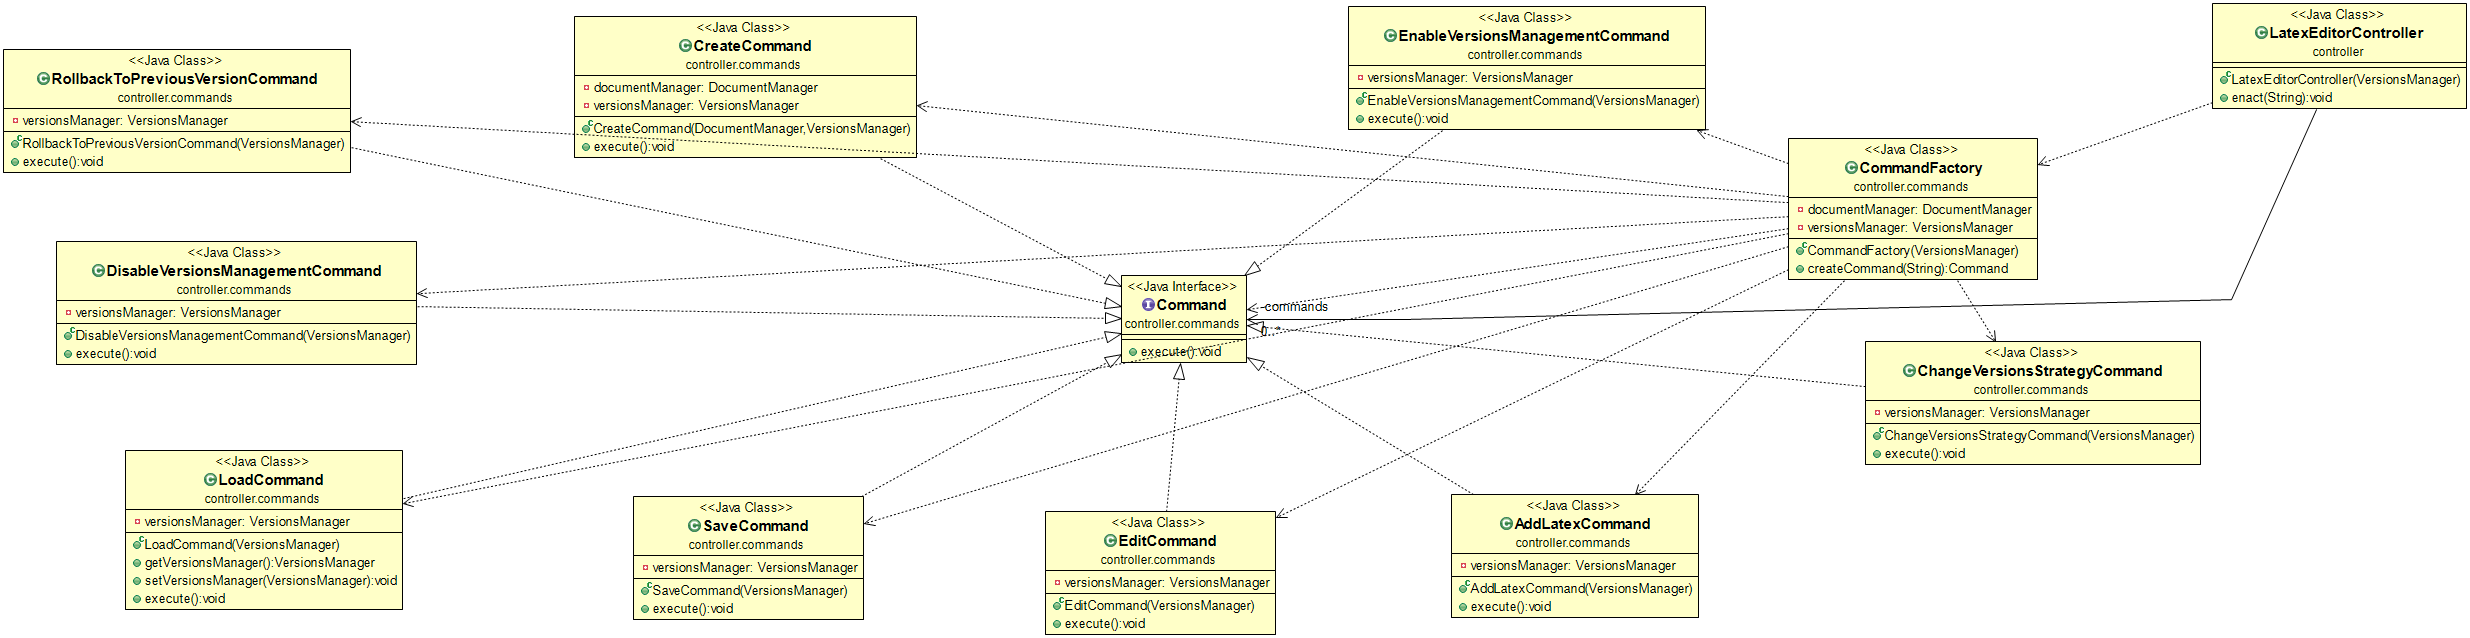 <<Java Class>>
RollbackToPreviousVersionCommand
controller.commands
versionsManager: VersionsManager
RollbackToPreviousVersionCommand(VersionsManager)
execute():void
<<Java Class>>
CreateCommand
controller.commands
documentManager: DocumentManager
versionsManager: VersionsManager
CreateCommand(DocumentManager,VersionsManager)
execute():void
<<Java Class>>
EnableVersionsManagementCommand
controller.commands
versionsManager: VersionsManager
EnableVersionsManagementCommand(VersionsManager)
execute():void
<<Java Class>>
LatexEditorController
controller
LatexEditorController(VersionsManager)
enact(String):void
<<Java Class>>
CommandFactory
controller.commands
documentManager: DocumentManager
versionsManager: VersionsManager
CommandFactory(VersionsManager)
createCommand(String):Command
<<Java Class>>
DisableVersionsManagementCommand
controller.commands
versionsManager: VersionsManager
DisableVersionsManagementCommand(VersionsManager)
execute():void
<<Java Interface>>
Command
controller.commands
execute():void
-commands
0..*
<<Java Class>>
ChangeVersionsStrategyCommand
controller.commands
versionsManager: VersionsManager
ChangeVersionsStrategyCommand(VersionsManager)
execute():void
<<Java Class>>
LoadCommand
controller.commands
versionsManager: VersionsManager
LoadCommand(VersionsManager)
getVersionsManager():VersionsManager
setVersionsManager(VersionsManager):void
execute():void
<<Java Class>>
SaveCommand
controller.commands
versionsManager: VersionsManager
SaveCommand(VersionsManager)
execute():void
<<Java Class>>
EditCommand
controller.commands
versionsManager: VersionsManager
EditCommand(VersionsManager)
execute():void
<<Java Class>>
AddLatexCommand
controller.commands
versionsManager: VersionsManager
AddLatexCommand(VersionsManager)
execute():void